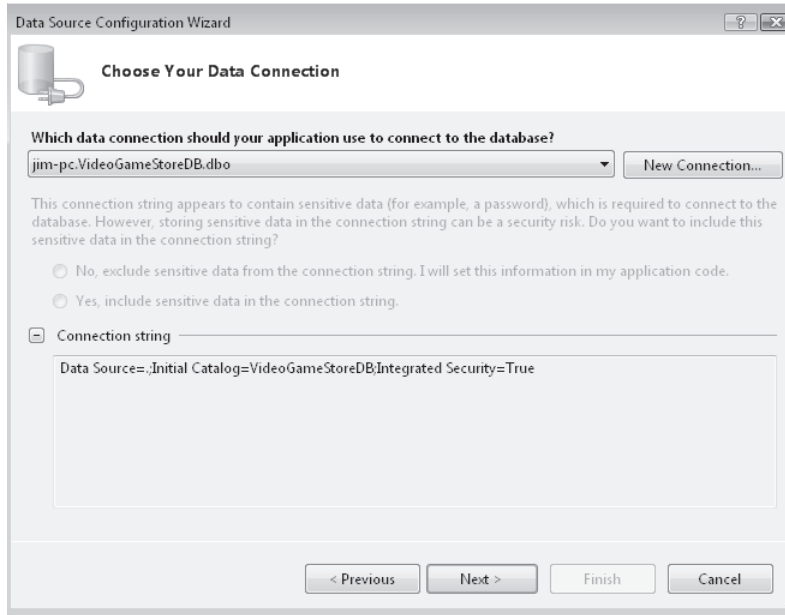 Data Source Configuration Wizard
Choose Your Data Connection
Which data connection should your application use to connect to the database?
jim-pc.VideoGameStoreDB.dbo
New Connection...
This connection string appears to contain sensitive data (for example, a password), which is required to connect to the
database. However, storing sensitive data in the connection string can be a security risk. Do you want to include this
sensitive data in the connection string?
No, exclude sensitive data from the connection string. I will set this information in my application code.
Yes, include sensitive data in the connection string.
Connection string
Data Source=.;Initial Catalog=VideoGameStoreDB;Integrated Security=True
< Previous
Next >
Finish
Cancel